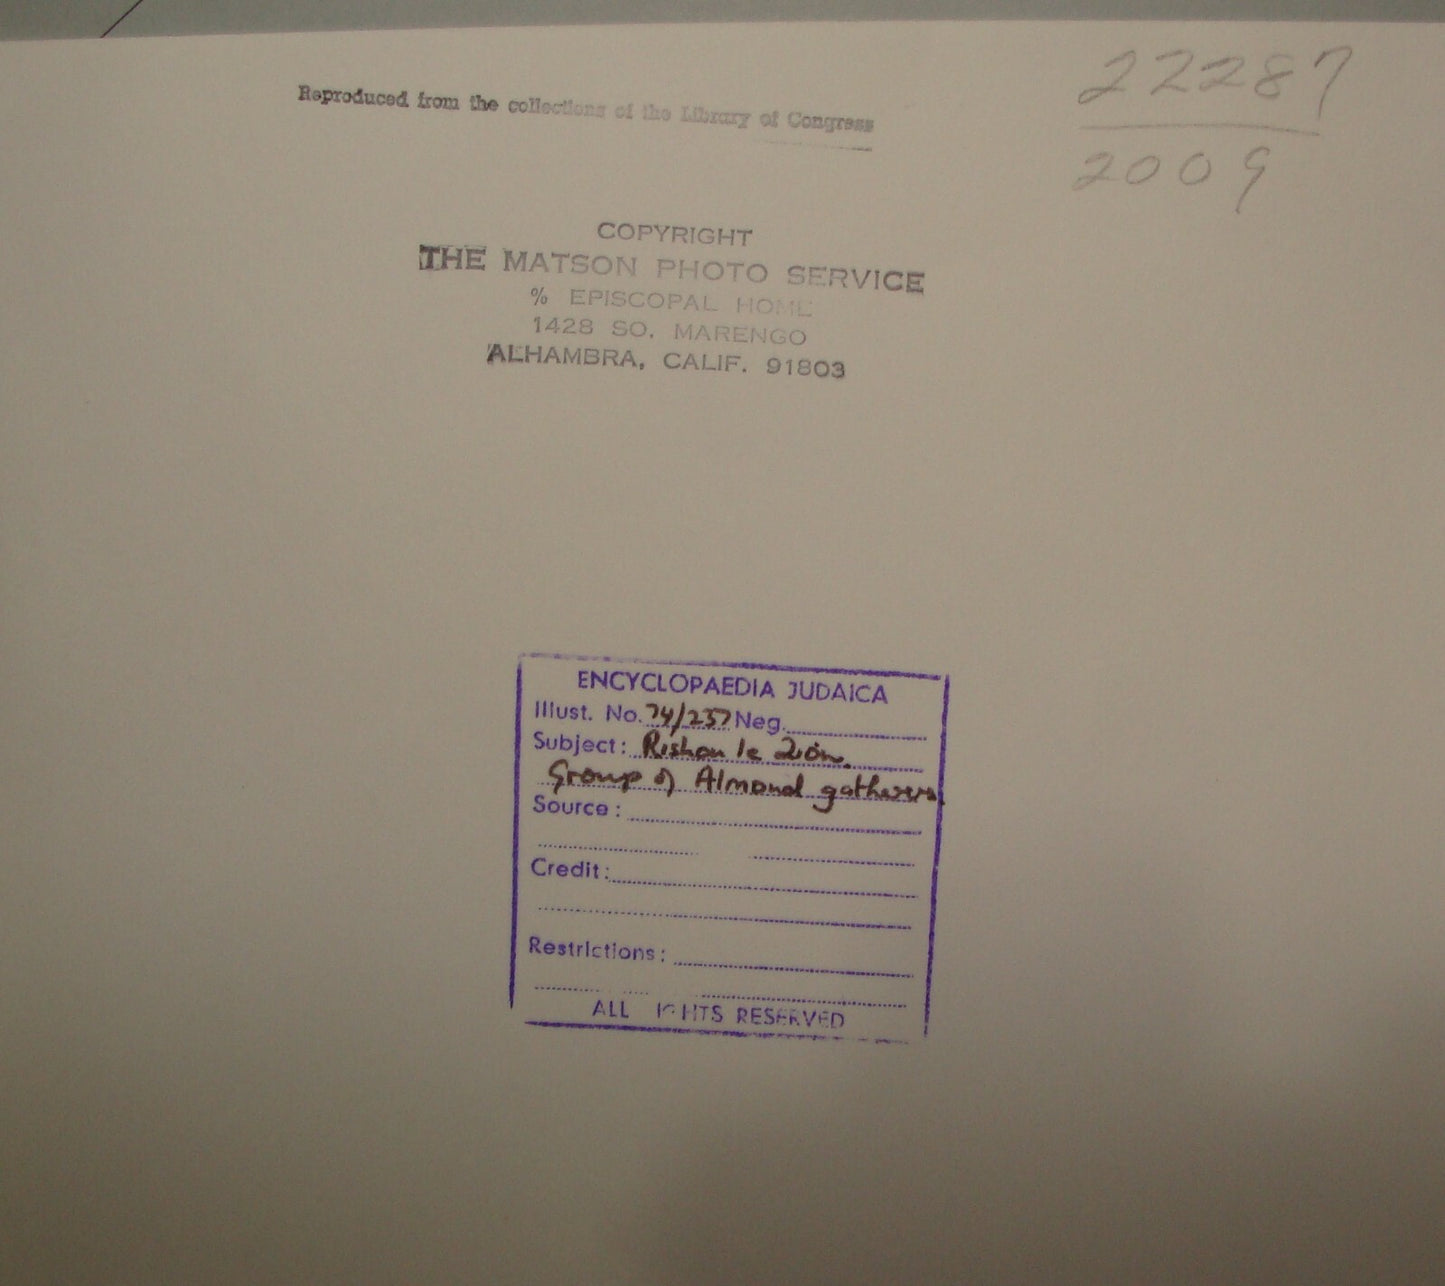 Reproduced from the collections of the Library of Congress
22287
2009
COPYRIGHT
THE MATSON PHOTO SERVICE
% EPISCOPAL HOME
1428 SO. MARENGO
ALHAMBRA, CALIF. 91803
ENCYCLOPAEDIA JUDAICA
Illust. No. 74/237 Neg.
Subject: Rishon le Zion.
Group of Almond gatherers
Source:
Credit:
Restrictions:
ALL RIGHTS RESERVED